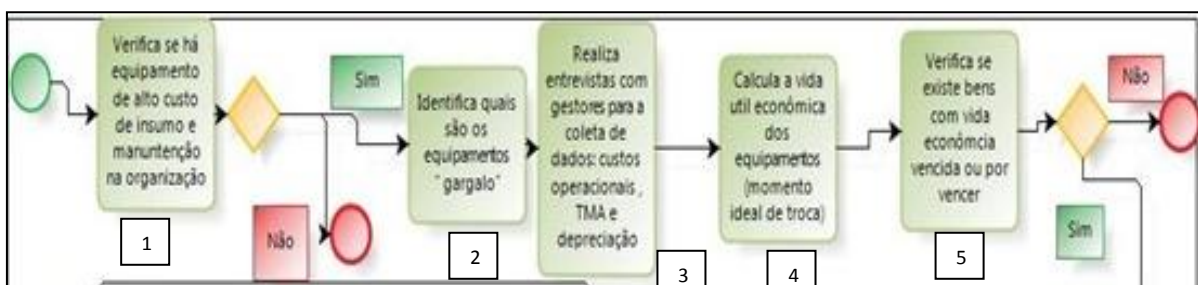 Verifica se há
equipamento
de alto custo
de insumo e
manuntenção
na organização
1
Sim
Não
Identifica quais
são os
equipamentos
"gargalo"
2
Realiza
entrevistas com
gestores para a
coleta de
dados: custos
operacionais ,
TMA e
depreciação
3
Calcula a vida
util econômica
dos
equipamentos
(momento
ideal de troca)
4
Verifica se
existe bens
com vida
econômcia
vencida ou por
vencer
5
Não
Sim